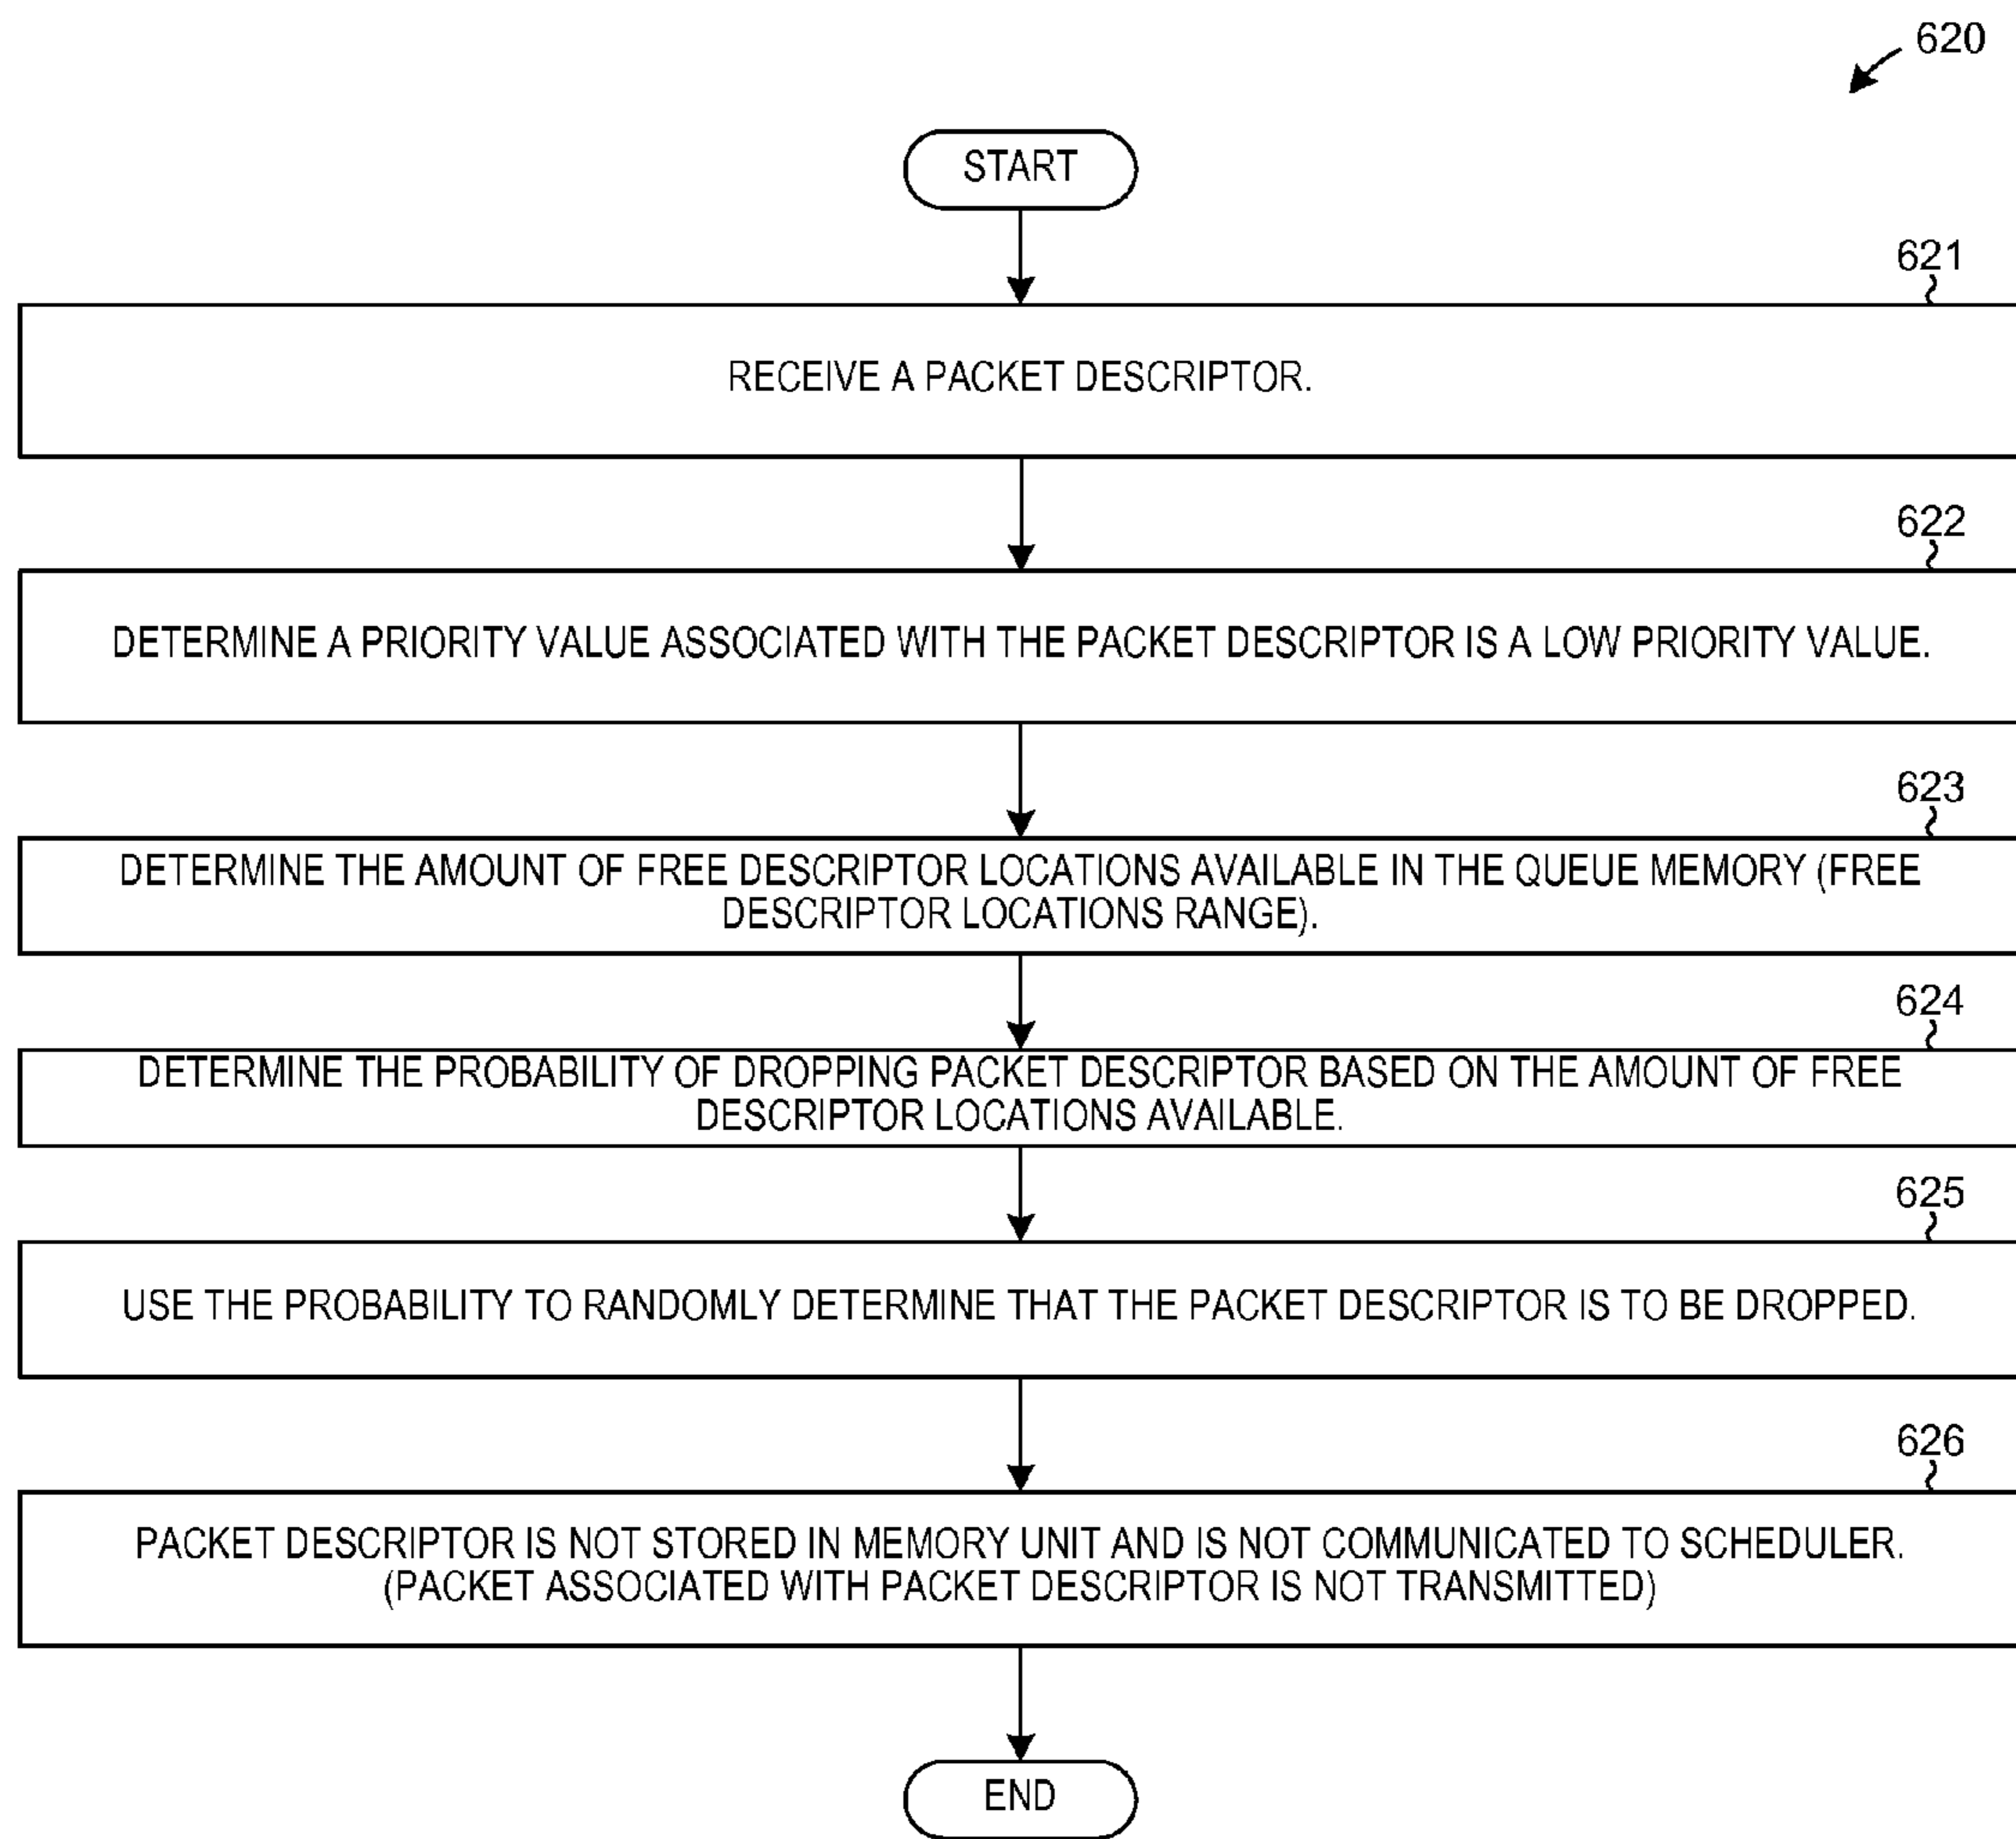 620
START
621
RECEIVE A PACKET DESCRIPTOR.
622
DETERMINE A PRIORITY VALUE ASSOCIATED WITH THE PACKET DESCRIPTOR IS A LOW PRIORITY VALUE.
623
DETERMINE THE AMOUNT OF FREE DESCRIPTOR LOCATIONS AVAILABLE IN THE QUEUE MEMORY (FREE
DESCRIPTOR LOCATIONS RANGE).
624
DETERMINE THE PROBABILITY OF DROPPING PACKET DESCRIPTOR BASED ON THE AMOUNT OF FREE
DESCRIPTOR LOCATIONS AVAILABLE.
625
USE THE PROBABILITY TO RANDOMLY DETERMINE THAT THE PACKET DESCRIPTOR IS TO BE DROPPED.
626
PACKET DESCRIPTOR IS NOT STORED IN MEMORY UNIT AND IS NOT COMMUNICATED TO SCHEDULER.
(PACKET ASSOCIATED WITH PACKET DESCRIPTOR IS NOT TRANSMITTED)
END